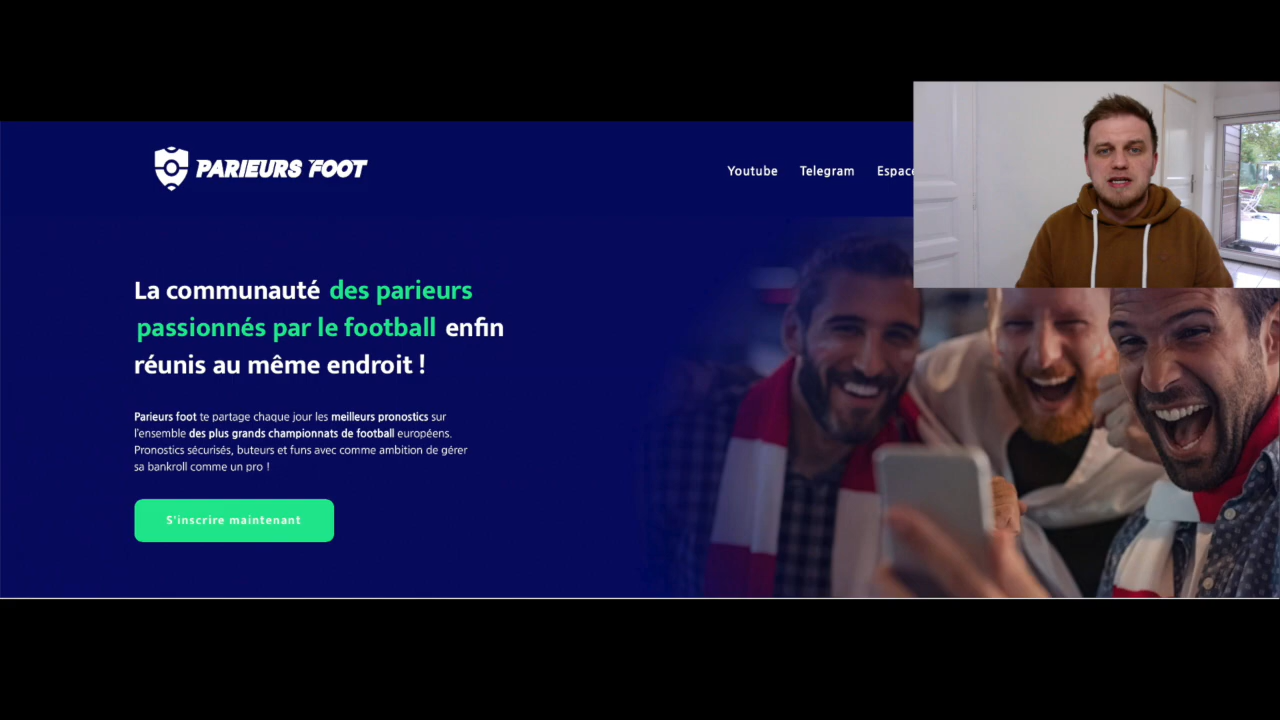 PARIEURS FOOT
Youtube Telegram Espace
La communauté des parieurs
passionnés par le football enfin
réunis au même endroit !
Parieurs foot te partage chaque jour les meilleurs pronostics sur
l'ensemble des plus grands championnats de football européens.
Pronostics sécurisés, buteurs et funs avec comme ambition de gérer
sa bankroll comme un pro !
S'inscrire maintenant